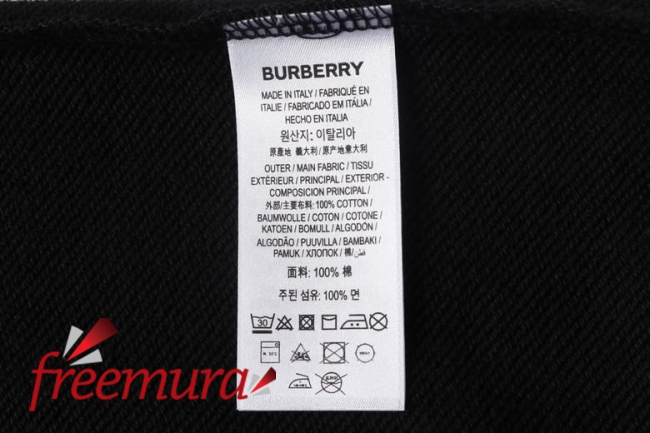 BURBERRY
MADE IN ITALY / FABRIQUÉ EN
ITALIE / FABRICADO EM ITÁLIA /
HECHO EN ITALIA
원산지: 이탈리아
原產地 義大利 / 原产地意大利
OUTER / MAIN FABRIC / TISSU
EXTÉRIEUR / PRINCIPAL / EXTERIOR -
COMPOSICION PRINCIPAL /
外部/主要布料: 100% COTTON /
BAUMWOLLE / COTON / COTONE /
KATOEN / BOMULL / ALGODÓN /
ALGODÃO / PUUVILLA / BAMBAKI /
PAMUK / ХЛОПОК / 棉/
面料: 100% 棉
주된 섬유: 100% 면
30
freemura